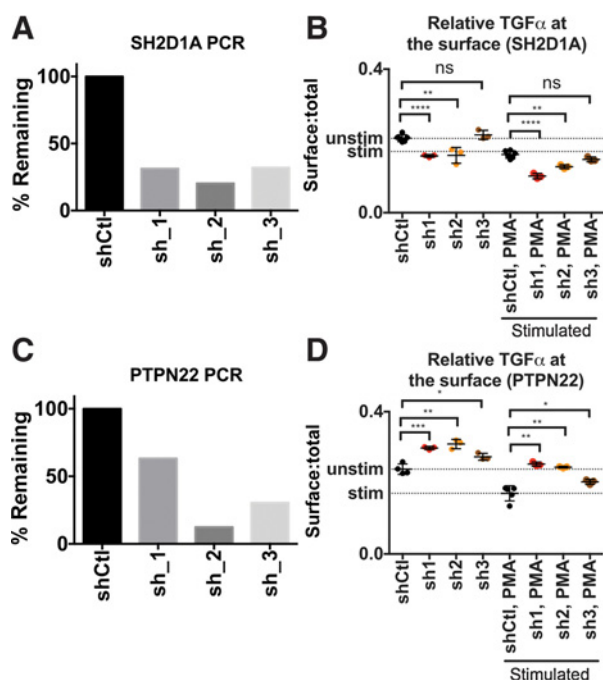 A
SH2D1A PCR
% Remaining
100
50
0
shCtl
sh_1
sh_2
sh_3
B
Relative TGFα at
the surface (SH2D1A)
Surface:total
0.4
0.0
unstim
stim
ns
**
****
ns
**
****
shCtl
sh1
sh2
sh3
shCtl, PMA
sh1, PMA
sh2, PMA
sh3, PMA
Stimulated
C
PTPN22 PCR
% Remaining
100
50
0
shCtl
sh_1
sh_2
sh_3
D
Relative TGFα at
the surface (PTPN22)
Surface:total
0.4
0.0
unstim
stim
*
**
***
*
**
**
shCtl
sh1
sh2
sh3
shCtl, PMA
sh1, PMA
sh2, PMA
sh3, PMA
Stimulated